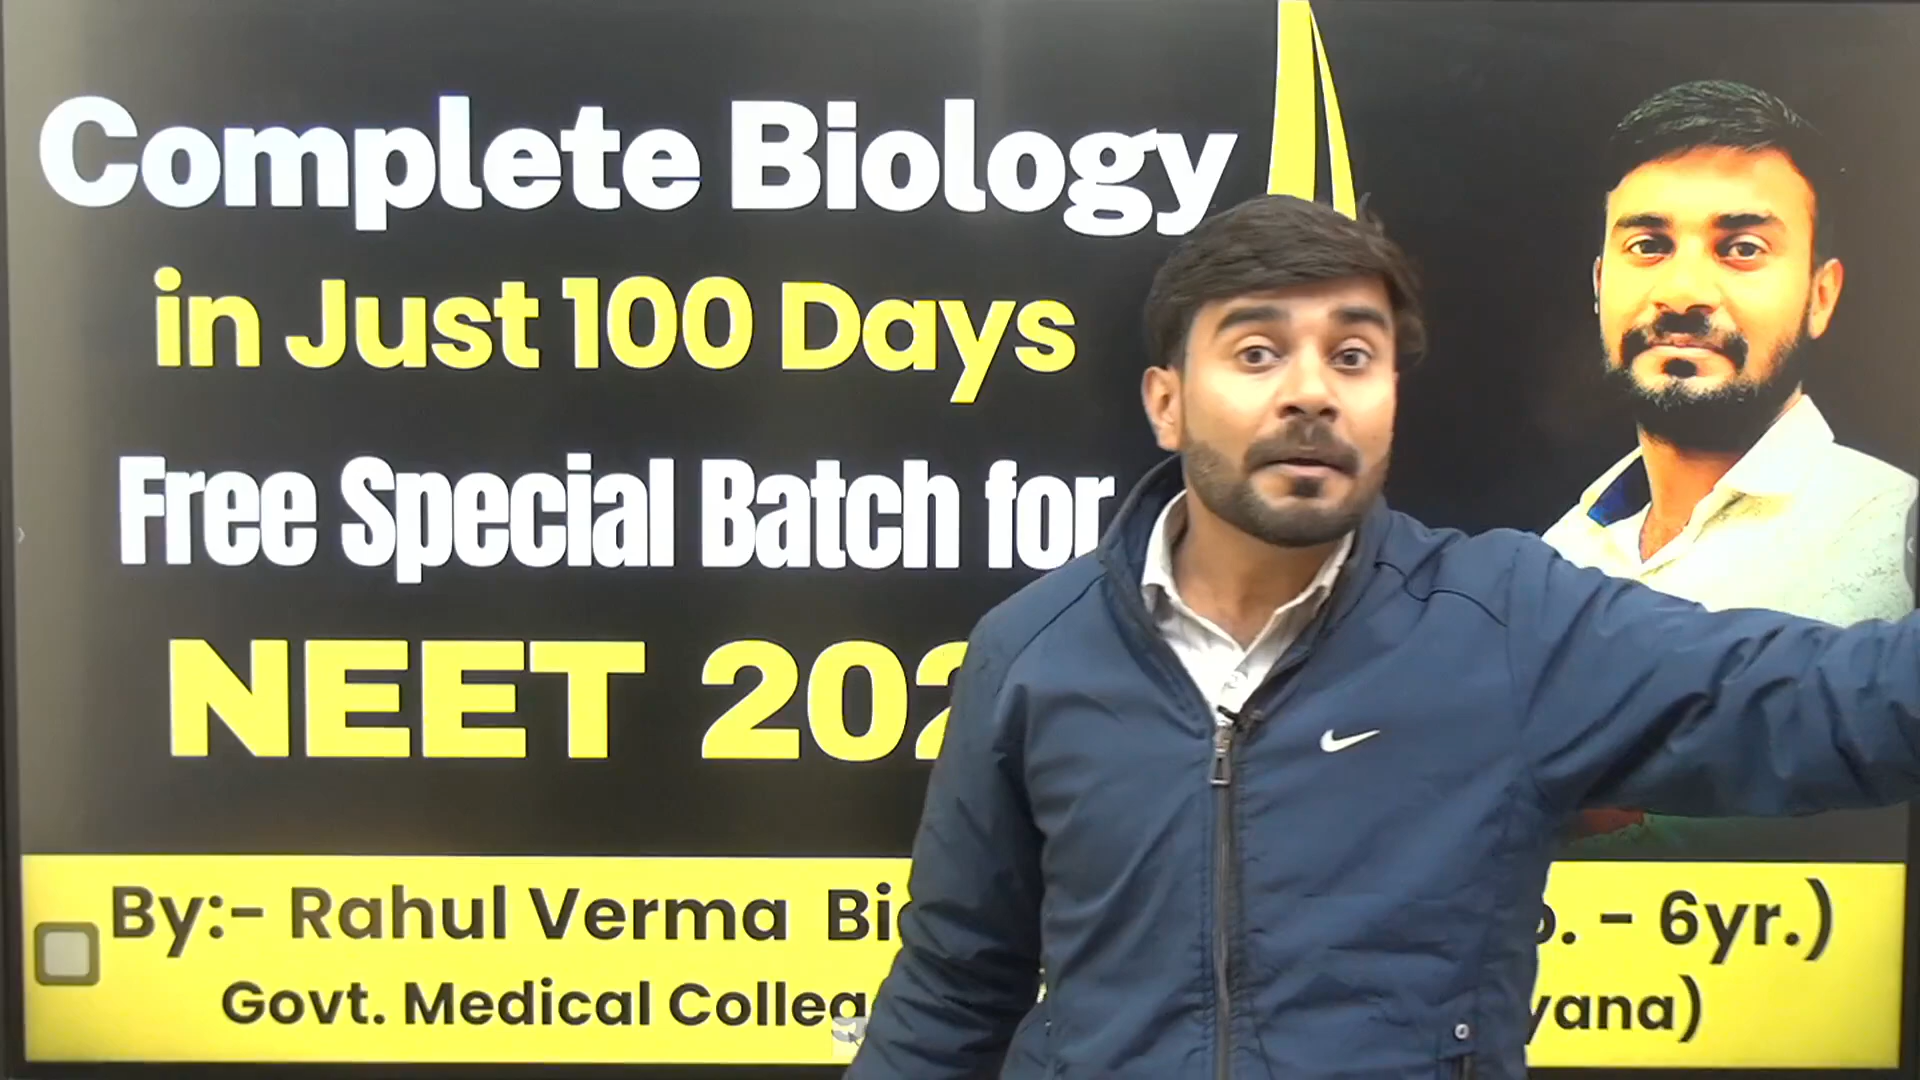 Complete Biology
in Just 100 Days
Free Special Batch for
NEET 202
By:- Rahul Verma Bio. - 6yr.)
Govt. Medical Colleg yana)